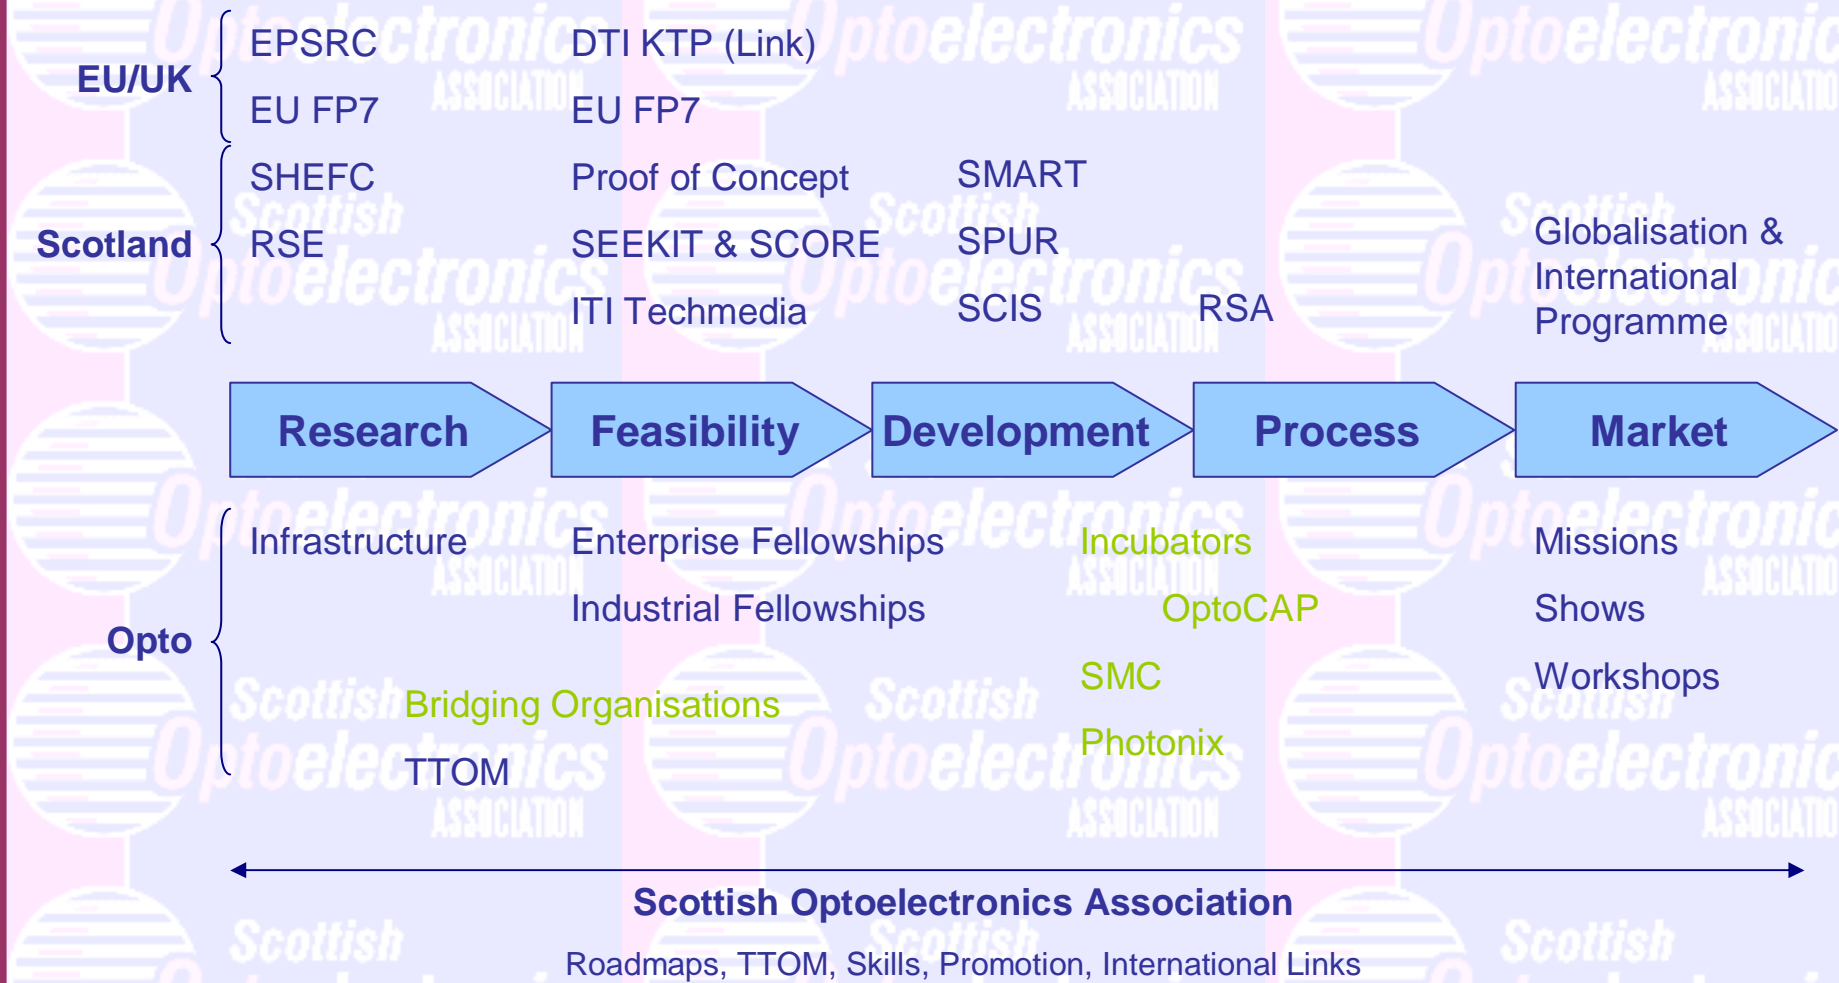 EU/UK
EPSRC DTI KTP (Link)
EU FP7 EU FP7
Scotland
SHEFC Proof of Concept SMART
RSE SEEKIT & SCORE SPUR
ITI Techmedia SCIS RSA
Globalisation &
International
Programme
Research Feasibility Development Process Market
Opto
Infrastructure Enterprise Fellowships Incubators Missions
Industrial Fellowships OptoCAP Shows
SMC Workshops
Bridging Organisations
Photonix
TTOM
Scottish Optoelectronics Association
Roadmaps, TTOM, Skills, Promotion, International Links
Scottish
Optoelectronics
ASSOCIATION